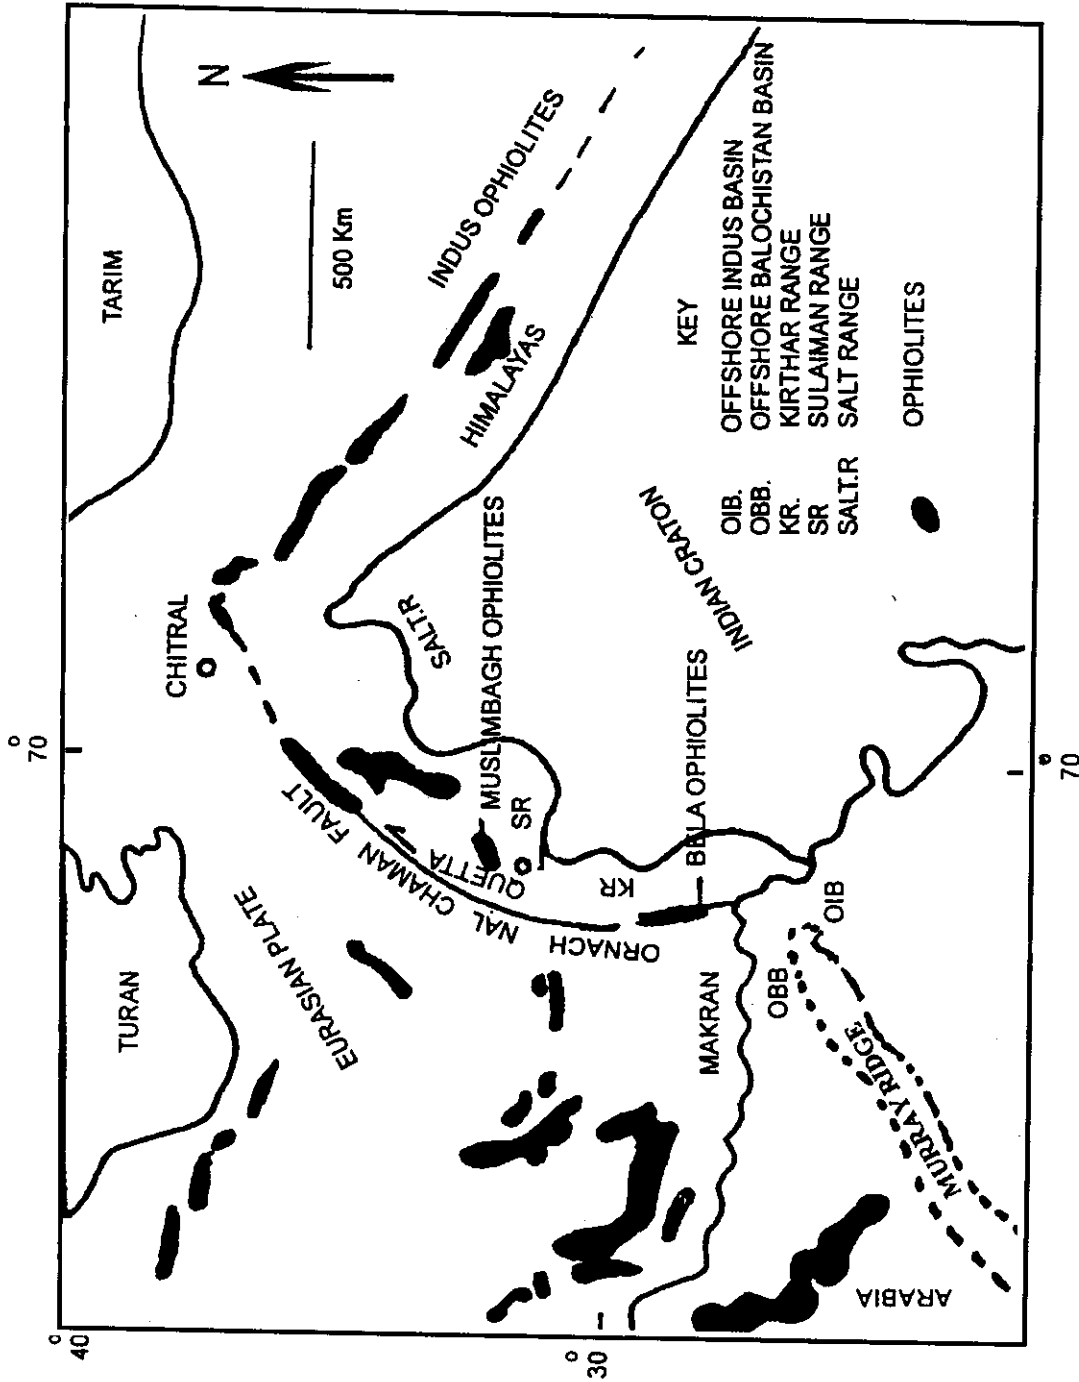 70
40
30
70
TURAN
TARIM
N
500 Km
CHITRAL
INDUS OPHIOLITES
HIMALAYAS
EURASIAN PLATE
ORNACH NAL CHAMAN FAULT
QUETTA
SALT.R
MUSLIMBAGH OPHIOLITES
SR
KR
BELA OPHIOLITES
INDIAN CRATON
MAKRAN
OBB
OIB
MURRAY RIDGE
ARABIA
KEY
OIB. OFFSHORE INDUS BASIN
OBB. OFFSHORE BALOCHISTAN BASIN
KR. KIRTHAR RANGE
SR SULAIMAN RANGE
SALT.R SALT RANGE
OPHIOLITES